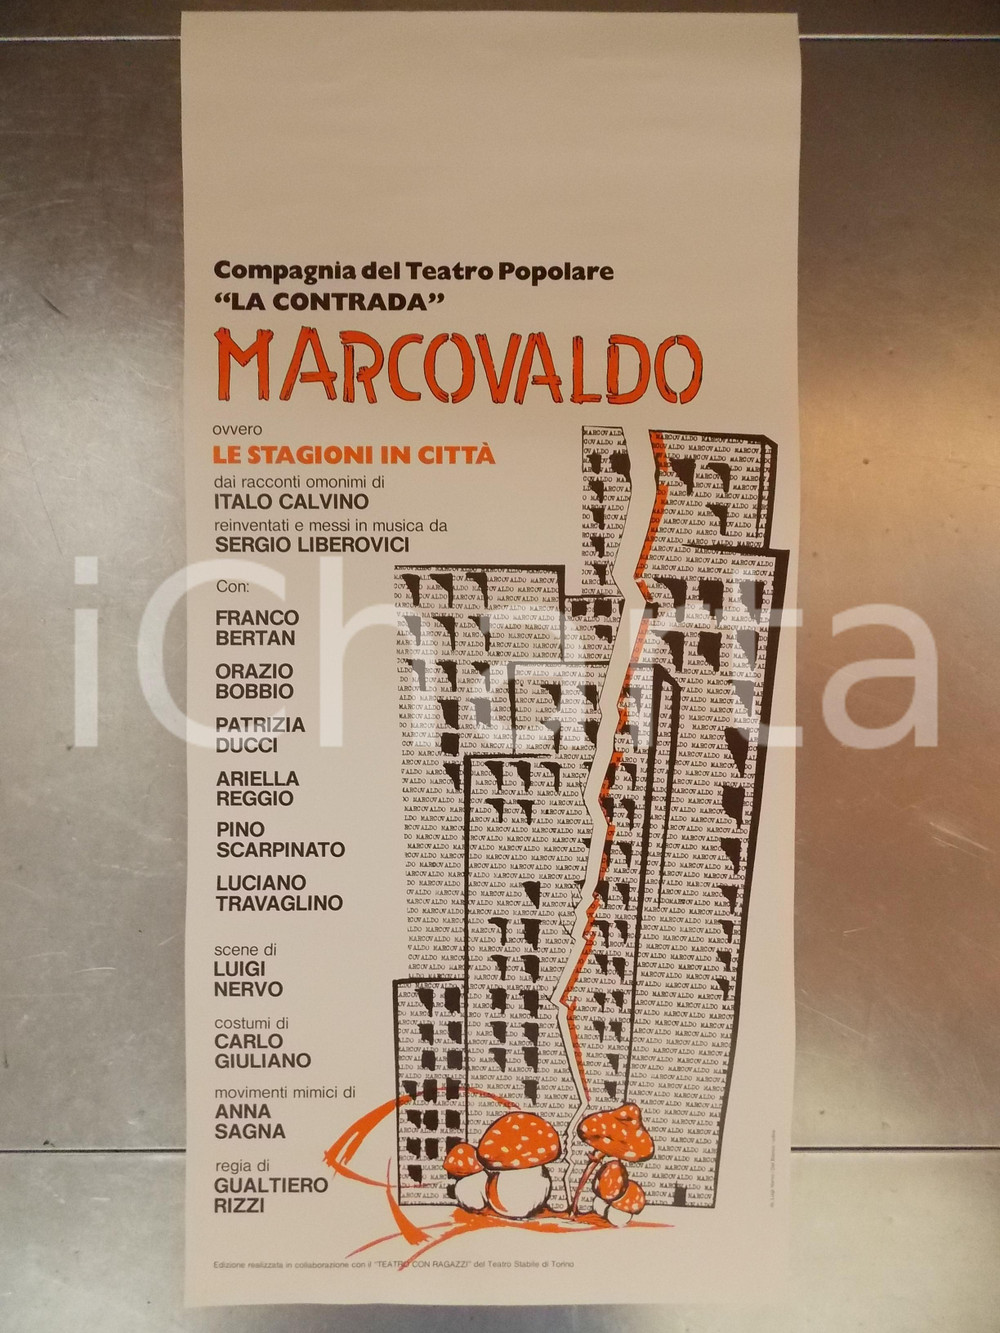 Compagnia del Teatro Popolare
“LA CONTRADA”
MARCOVALDO
ovvero
LE STAGIONI IN CITTÀ
dai racconti omonimi di
ITALO CALVINO
reinventati e messi in musica da
SERGIO LIBEROVICI
Con:
FRANCO
BERTAN
ORAZIO
BOBBIO
PATRIZIA
DUCCI
ARIELLA
REGGIO
PINO
SCARPINATO
LUCIANO
TRAVAGLINO
scene di
LUIGI
NERVO
costumi di
CARLO
GIULIANO
movimenti mimici di
ANNA
SAGNA
regia di
GUALTIERO
RIZZI
Edizione realizzata in collaborazione con il "TEATRO CON RAGAZZI" del Teatro Stabile di Torino
iCharta